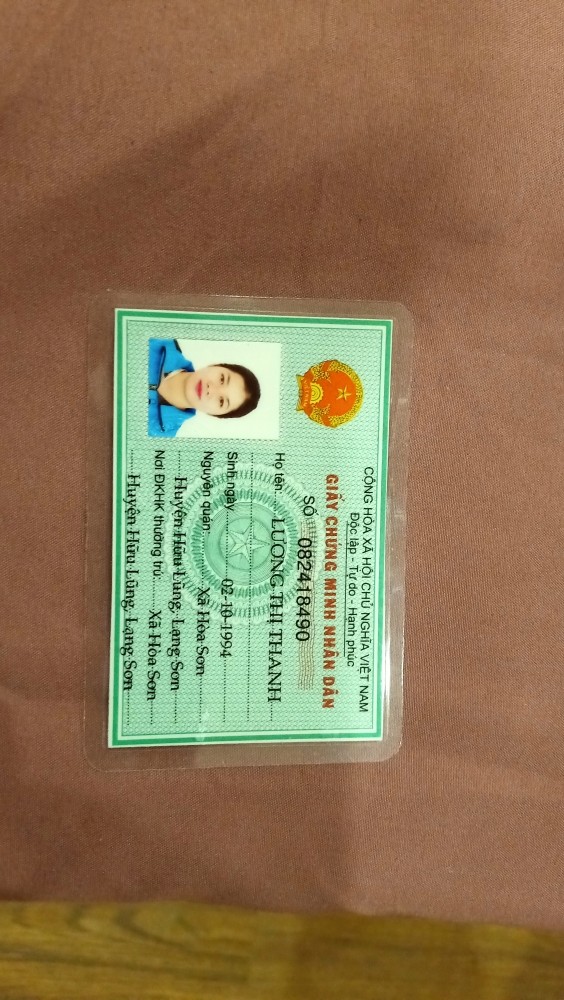 CỘNG HÒA XÃ HỘI CHỦ NGHĨA VIỆT NAM
Độc lập - Tự do - Hạnh phúc
GIẤY CHỨNG MINH NHÂN DÂN
SỐ 082418490
Họ tên: LƯƠNG THỊ THANH
Sinh ngày 02-10-1994
Nguyên quán: Xã Hòa Sơn
Huyện Hữu Lũng, Lạng Sơn
Nơi ĐKHK thường trú: Xã Hòa Sơn
Huyện Hữu Lũng, Lạng Sơn